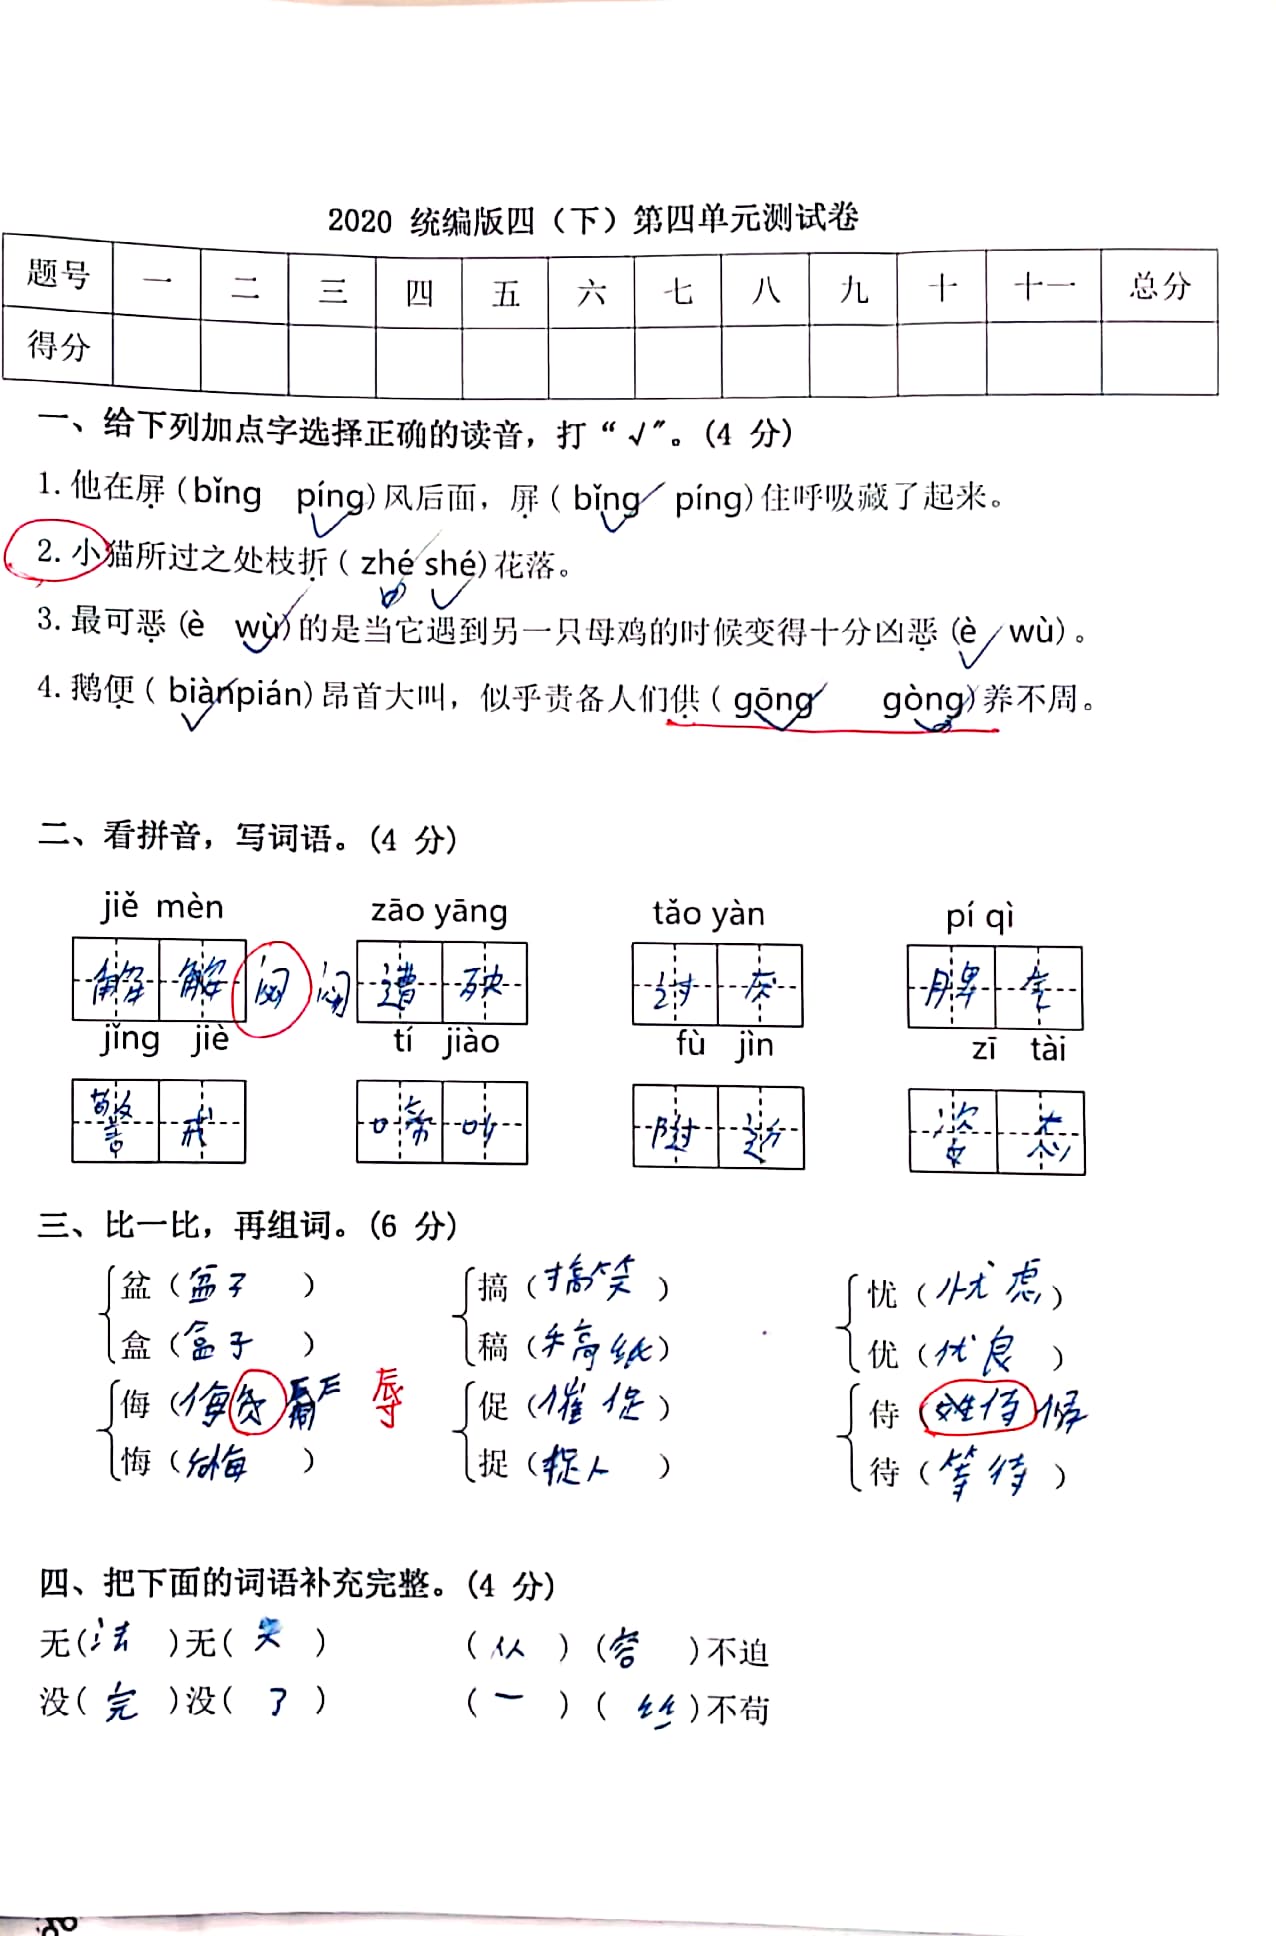 2020 统编版四（下）第四单元测试卷
题号 一 二 三 四 五 六 七 八 九 十 十一 总分
得分
一、给下列加点字选择正确的读音，打“√”。(4 分)
1. 他在屏(bǐng píng)风后面，屏( bǐng píng)住呼吸藏了起来。
2. 小猫所过之处枝折( zhé shé)花落。
3. 最可恶(è wù)的是当它遇到另一只母鸡的时候变得十分凶恶(è wù)。
4. 鹅便( biànpián)昂首大叫，似乎责备人们供( gōng gòng)养不周。
二、看拼音，写词语。(4 分)
jiě mèn zāo yāng tǎo yàn pí qì
解 解 闷 闷 遭 殃 讨 厌 脾 气
jǐng jiè tí jiào fù jìn zī tài
警 戒 啼 叫 附 近 姿 态
三、比一比，再组词。(6 分)
盆（盆子） 搞（搞笑） 忧（忧虑）
盒（盒子） 稿（稿纸） 优（优良）
侮（侮 辱 促（催促） 侍（ 侍
悔（后悔） 捉（捉人） 待（等待）
四、把下面的词语补充完整。(4 分)
无(法)无(失) （从）（容）不迫
没(完)没(了) （一）（丝）不苟